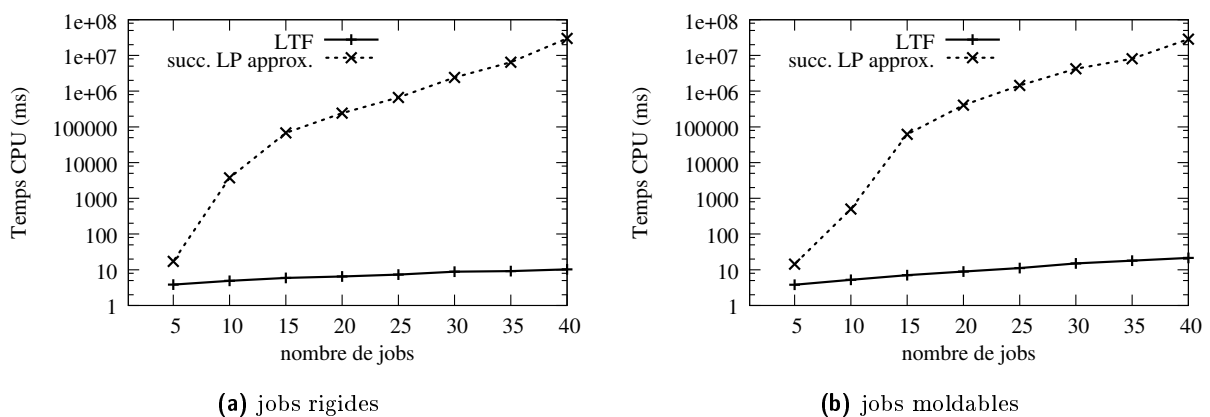 1e+08
1e+07
1e+06
100000
10000
1000
100
10
1
Temps CPU (ms)
LTF
succ. LP approx.
5 10 15 20 25 30 35 40
nombre de jobs
(a) jobs rigides
1e+08
1e+07
1e+06
100000
10000
1000
100
10
1
Temps CPU (ms)
LTF
succ. LP approx.
5 10 15 20 25 30 35 40
nombre de jobs
(b) jobs moldables